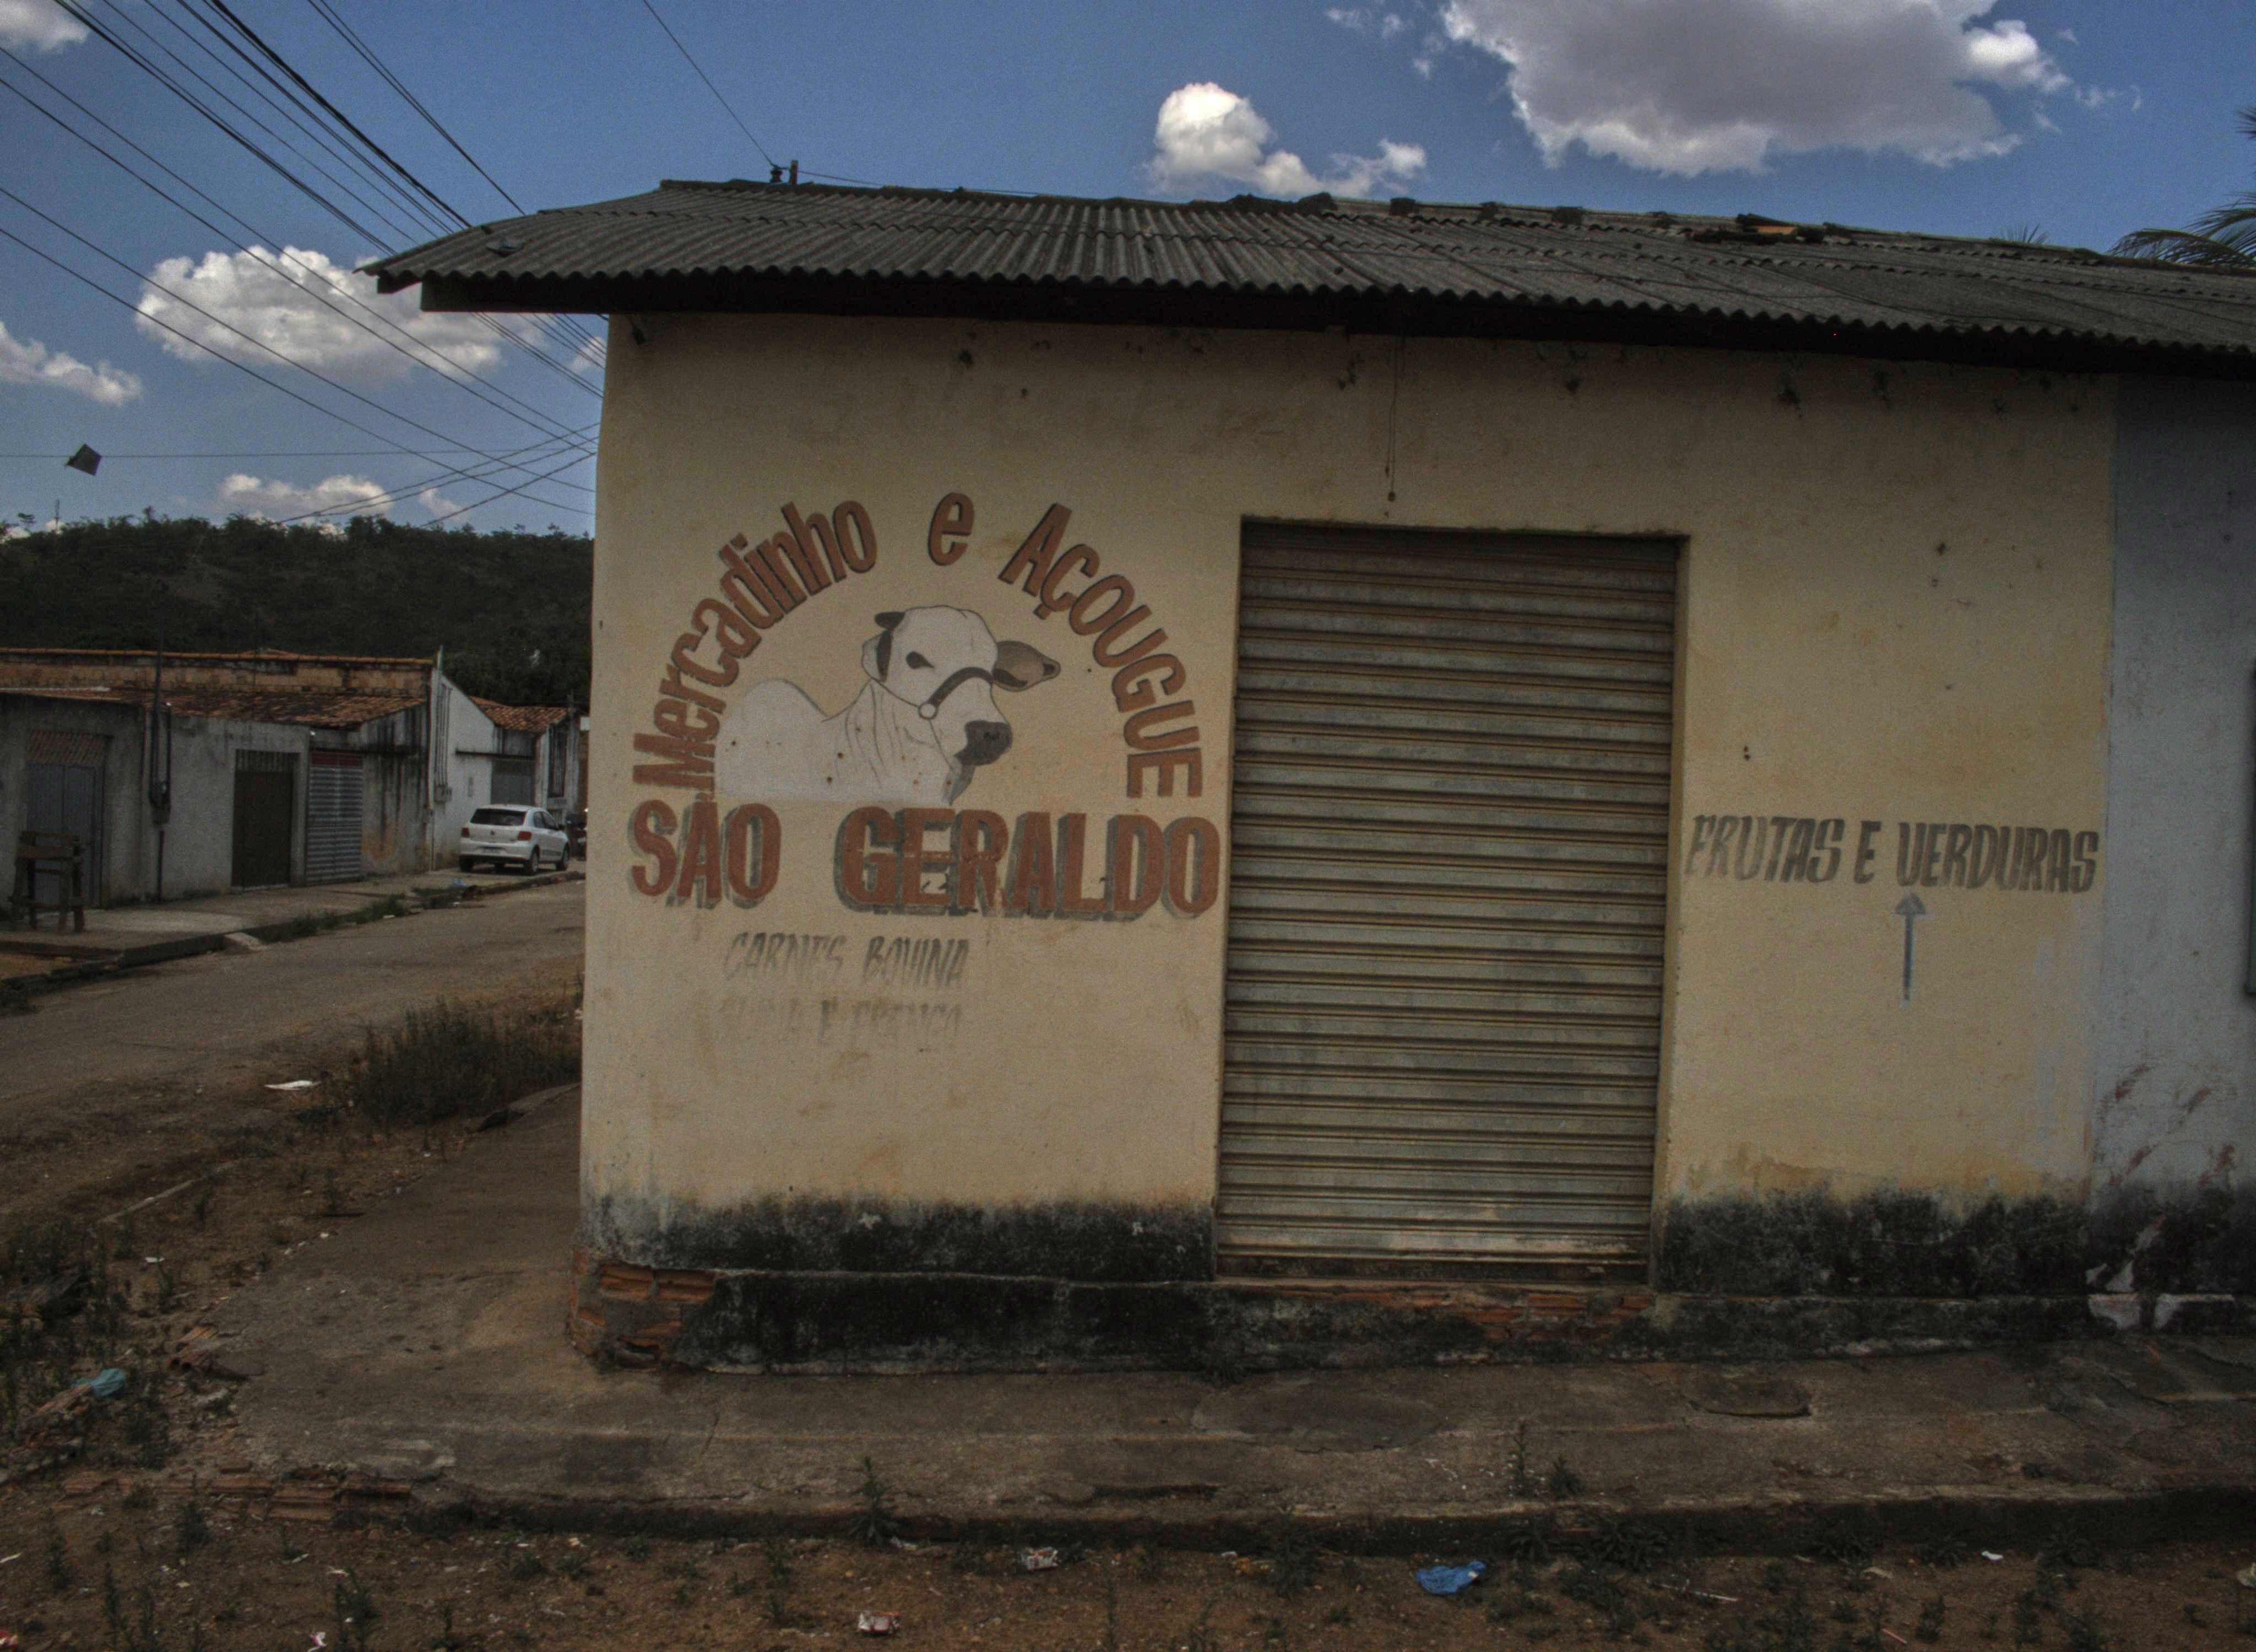 Mercadinho e AÇOUGUE
SÃO GERALDO
CARNES BOVINA
E
FRUTAS E VERDURAS